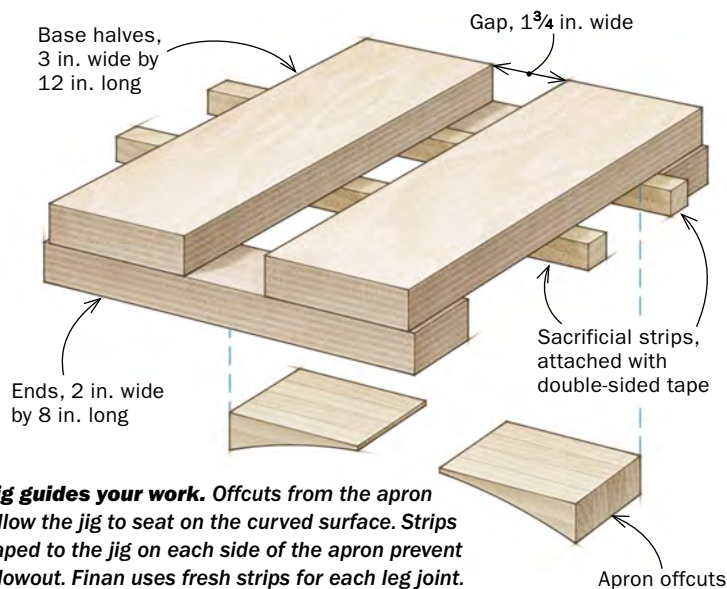 Base halves,
3 in. wide by
12 in. long
Gap, 1¾ in. wide
Sacrificial strips,
attached with
double-sided tape
Ends, 2 in. wide
by 8 in. long
ig guides your work. Offcuts from the apron
llow the jig to seat on the curved surface. Strips
aped to the jig on each side of the apron prevent
lowout. Finan uses fresh strips for each leg joint.
Apron offcuts